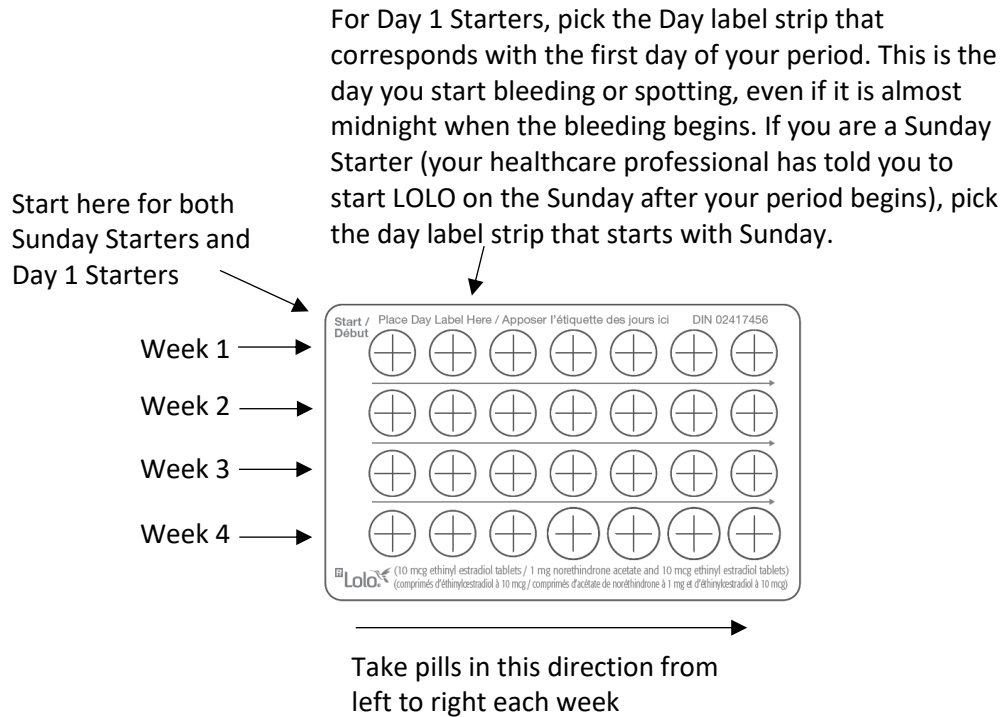 For Day 1 Starters, pick the Day label strip that
corresponds with the first day of your period. This is the
day you start bleeding or spotting, even if it is almost
midnight when the bleeding begins. If you are a Sunday
Starter (your healthcare professional has told you to
start LOLO on the Sunday after your period begins), pick
the day label strip that starts with Sunday.
Start here for both
Sunday Starters and
Day 1 Starters
Start / Place Day Label Here / Apposer l'étiquette des jours ici DIN 02417456
Début
Week 1
Week 2
Week 3
Week 4
Lolo (10 mcg ethinyl estradiol tablets / 1 mg norethindrone acetate and 10 mcg ethinyl estradiol tablets)
(comprimés d'éthinylœstradiol à 10 mcg / comprimés d'acétate de noréthindrone à 1 mg et d'éthinylœstradiol à 10 mcg)
Take pills in this direction from
left to right each week